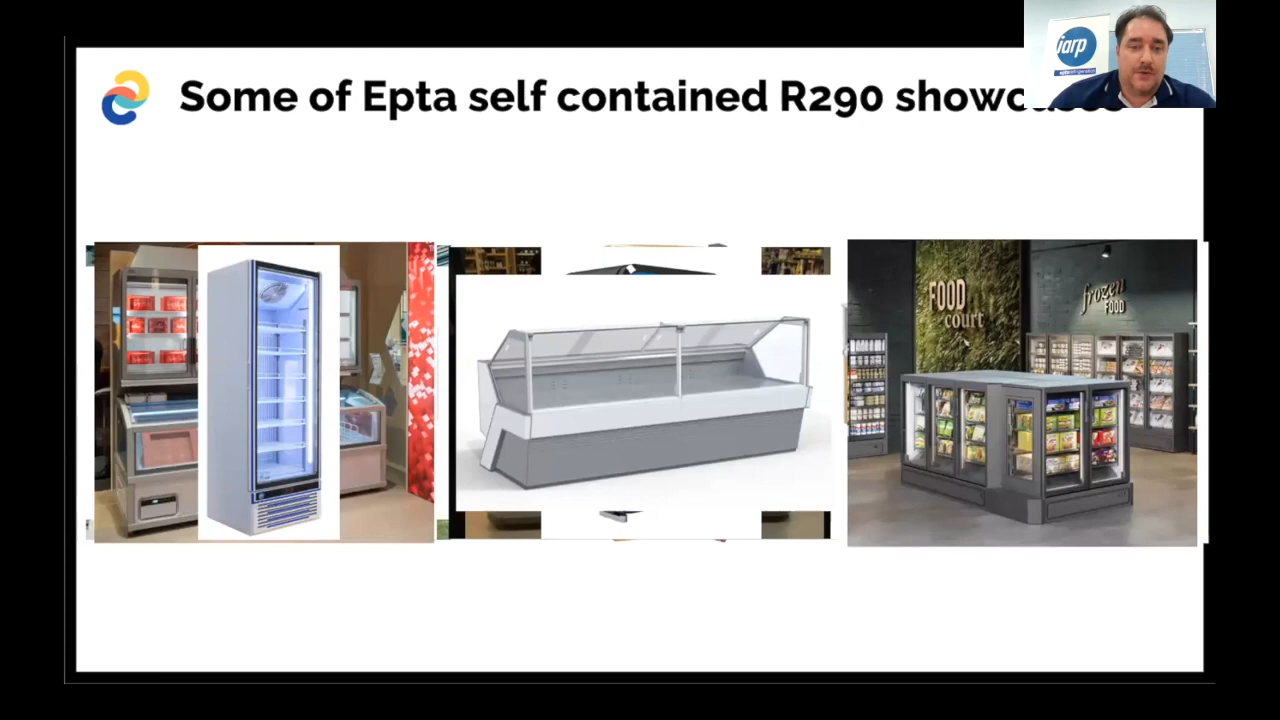 Some of Epta self contained R290 showcases
iarp
FOOD
court
frozen
FOOD